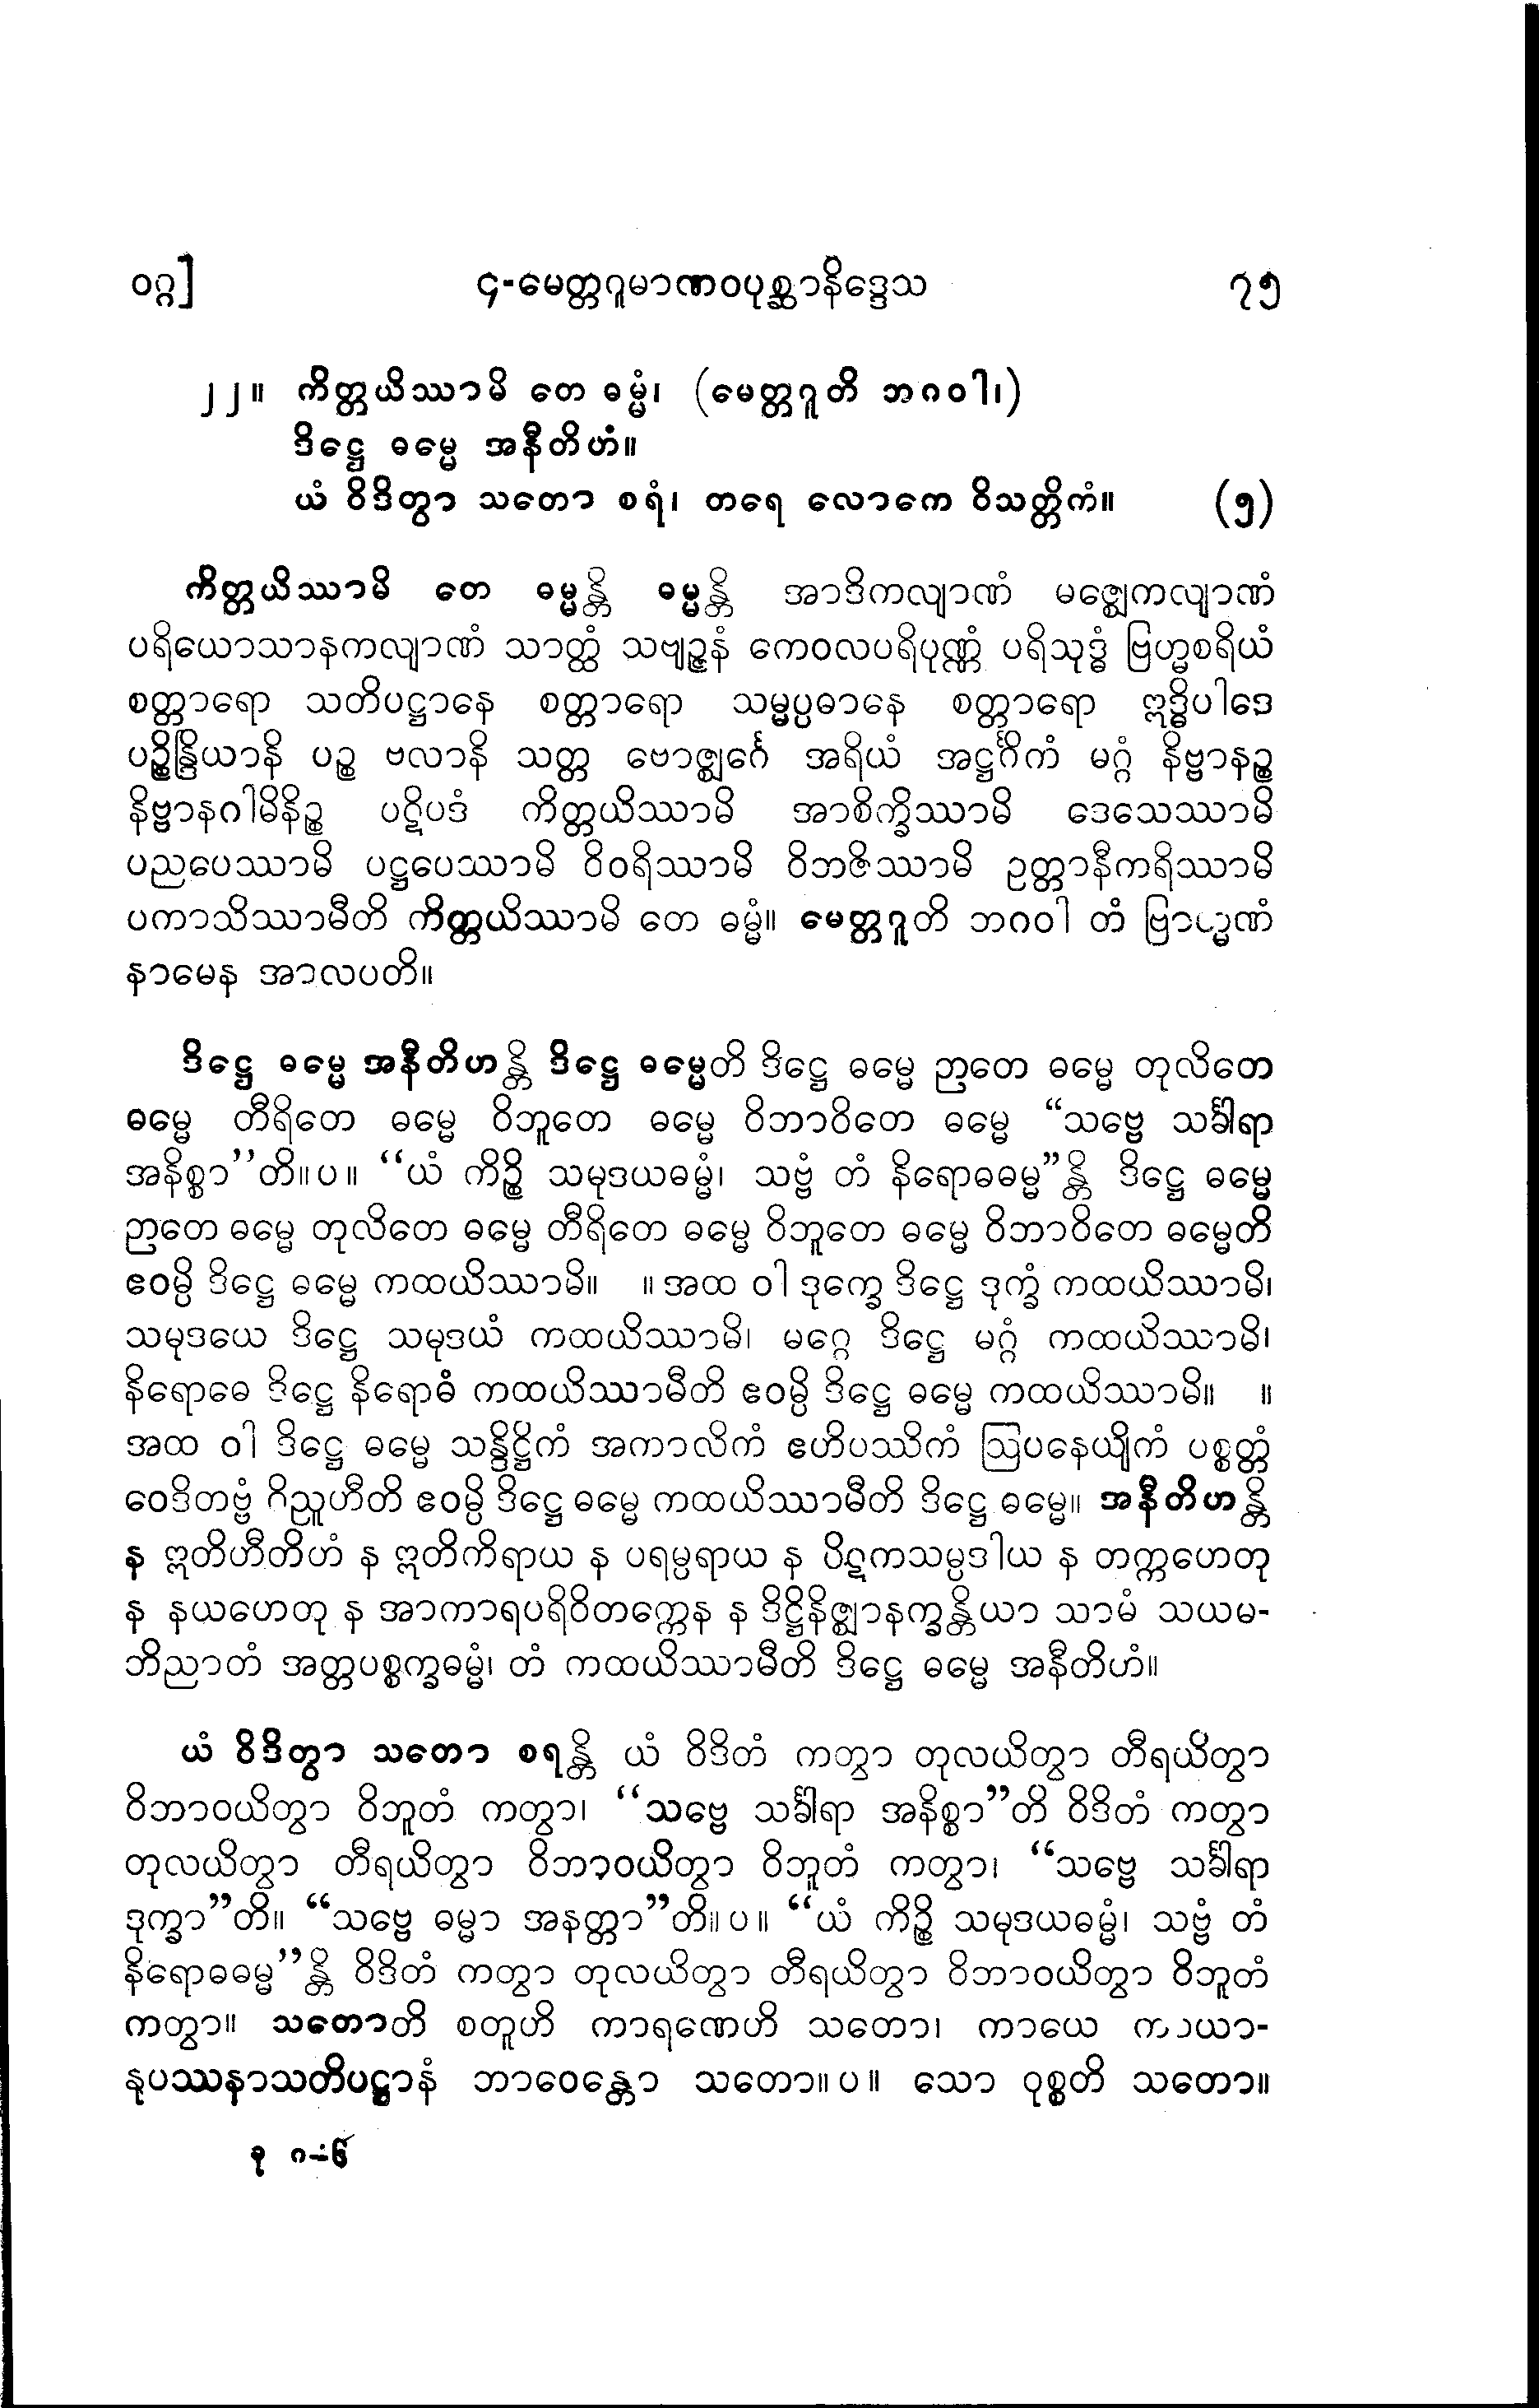 ဝဂ္ဂ] ၄-မေတ္တဂူမာဏဝပုစ္ဆာနိဒ္ဒေသ ၇၅
၂၂။ ကိတ္တယိဿာမိ တေ ဓမ္မံ၊ (မေတ္တဂူတိ ဘဂဝါ၊)
ဒိဋ္ဌေ ဓမ္မေ အနီတိဟံ။
ယံ ဝိဒိတွာ သတော စရံ၊ တရေ လောကေ ဝိသတ္တိကံ။ (၅)
ကိတ္တယိဿာမိ တေ ဓမ္မန္တိ ဓမ္မန္တိ အာဒိကလျာဏံ မဇ္ဈေကလျာဏံ
ပရိယောသာနကလျာဏံ သာတ္ထံ သဗျဉ္ဇနံ ကေဝလပရိပုဏ္ဏံ ပရိသုဒ္ဓံ ဗြဟ္မစရိယံ
စတ္တာရော သတိပဋ္ဌာနေ စတ္တာရော သမ္မပ္ပဓာနေ စတ္တာရော ဣဒ္ဓိပါဒေ
ပဉ္စိန္ဒြိယာနိ ပဉ္စ ဗလာနိ သတ္တ ဗောဇ္ဈင်္ဂေ အရိယံ အဋ္ဌင်္ဂိကံ မဂ္ဂံ နိဗ္ဗာနဉ္စ
နိဗ္ဗာနဂါမိနိဉ္စ ပဋိပဒံ ကိတ္တယိဿာမိ အာစိက္ခိဿာမိ ဒေသေဿာမိ
ပညပေဿာမိ ပဋ္ဌပေဿာမိ ဝိဝရိဿာမိ ဝိဘဇိဿာမိ ဥတ္တာနီကရိဿာမိ
ပကာသိဿာမီတိ ကိတ္တယိဿာမိ တေ ဓမ္မံ။ မေတ္တဂူတိ ဘဂဝါ တံ ဗြာဟ္မဏံ
နာမေန အာလပတိ။
ဒိဋ္ဌေ ဓမ္မေ အနီတိဟန္တိ ဒိဋ္ဌေ ဓမ္မေတိ ဒိဋ္ဌေ ဓမ္မေ ဉာတေ ဓမ္မေ တုလိတေ
ဓမ္မေ တီရိတေ ဓမ္မေ ဝိဘူတေ ဓမ္မေ ဝိဘာဝိတေ ဓမ္မေ “သဗ္ဗေ သင်္ခါရာ
အနိစ္စာ”တိ။ပ။ “ယံ ကိဉ္စိ သမုဒယဓမ္မံ၊ သဗ္ဗံ တံ နိရောဓဓမ္မ”န္တိ ဒိဋ္ဌေ ဓမ္မေ
ဉာတေ ဓမ္မေ တုလိတေ ဓမ္မေ တီရိတေ ဓမ္မေ ဝိဘူတေ ဓမ္မေ ဝိဘာဝိတေ ဓမ္မေတိ
ဧဝမ္ပိ ဒိဋ္ဌေ ဓမ္မေ ကထယိဿာမိ။ ။ အထ ဝါ ဒုက္ခေ ဒိဋ္ဌေ ဒုက္ခံ ကထယိဿာမိ၊
သမုဒယေ ဒိဋ္ဌေ သမုဒယံ ကထယိဿာမိ၊ မဂ္ဂေ ဒိဋ္ဌေ မဂ္ဂံ ကထယိဿာမိ၊
နိရောဓေ ဒိဋ္ဌေ နိရောဓံ ကထယိဿာမီတိ ဧဝမ္ပိ ဒိဋ္ဌေ ဓမ္မေ ကထယိဿာမိ။ ။
အထ ဝါ ဒိဋ္ဌေ ဓမ္မေ သန္ဒိဋ္ဌိကံ အကာလိကံ ဧဟိပဿိကံ ဩပနေယျိကံ ပစ္စတ္တံ
ဝေဒိတဗ္ဗံ ဂိညူဟီတိ ဧဝမ္ပိ ဒိဋ္ဌေ ဓမ္မေ ကထယိဿာမီတိ ဒိဋ္ဌေ ဓမ္မေ။ အနီတိဟန္တိ
န ဣတိဟီတိဟံ န ဣတိကိရာယ န ပရမ္ပရာယ န ပိဋကသမ္ပဒါယ န တက္ကဟေတု
န နယဟေတု န အာကာရပရိဝိတက္ကေန န ဒိဋ္ဌိနိဇ္ဈာနက္ခန္တိယာ သာမံ သယမ-
ဘိညာတံ အတ္တပစ္စက္ခဓမ္မံ၊ တံ ကထယိဿာမီတိ ဒိဋ္ဌေ ဓမ္မေ အနီတိဟံ။
ယံ ဝိဒိတွာ သတော စရန္တိ ယံ ဝိဒိတံ ကတွာ တုလယိတွာ တီရယိတွာ
ဝိဘာဝယိတွာ ဝိဘူတံ ကတွာ၊ “သဗ္ဗေ သင်္ခါရာ အနိစ္စာ”တိ ဝိဒိတံ ကတွာ
တုလယိတွာ တီရယိတွာ ဝိဘာဝယိတွာ ဝိဘူတံ ကတွာ၊ “သဗ္ဗေ သင်္ခါရာ
ဒုက္ခာ”တိ။ “သဗ္ဗေ ဓမ္မာ အနတ္တာ”တိ။ပ။ “ယံ ကိဉ္စိ သမုဒယဓမ္မံ၊ သဗ္ဗံ တံ
နိရောဓဓမ္မ”န္တိ ဝိဒိတံ ကတွာ တုလယိတွာ တီရယိတွာ ဝိဘာဝယိတွာ ဝိဘူတံ
ကတွာ။ သတောတိ စတူဟိ ကာရဏေဟိ သတော၊ ကာယေ ကာယာ-
နုပဿနာသတိပဋ္ဌာနံ ဘာဝေန္တော သတော။ပ။ သော ဝုစ္စတိ သတော။
ခု ဂ-၆